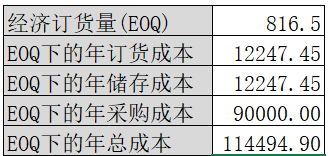 经济订货量(EOQ) 816.5
EOQ下的年订货成本 12247.45
EOQ下的年储存成本 12247.45
EOQ下的年采购成本 90000.00
EOQ下的年总成本 114494.90